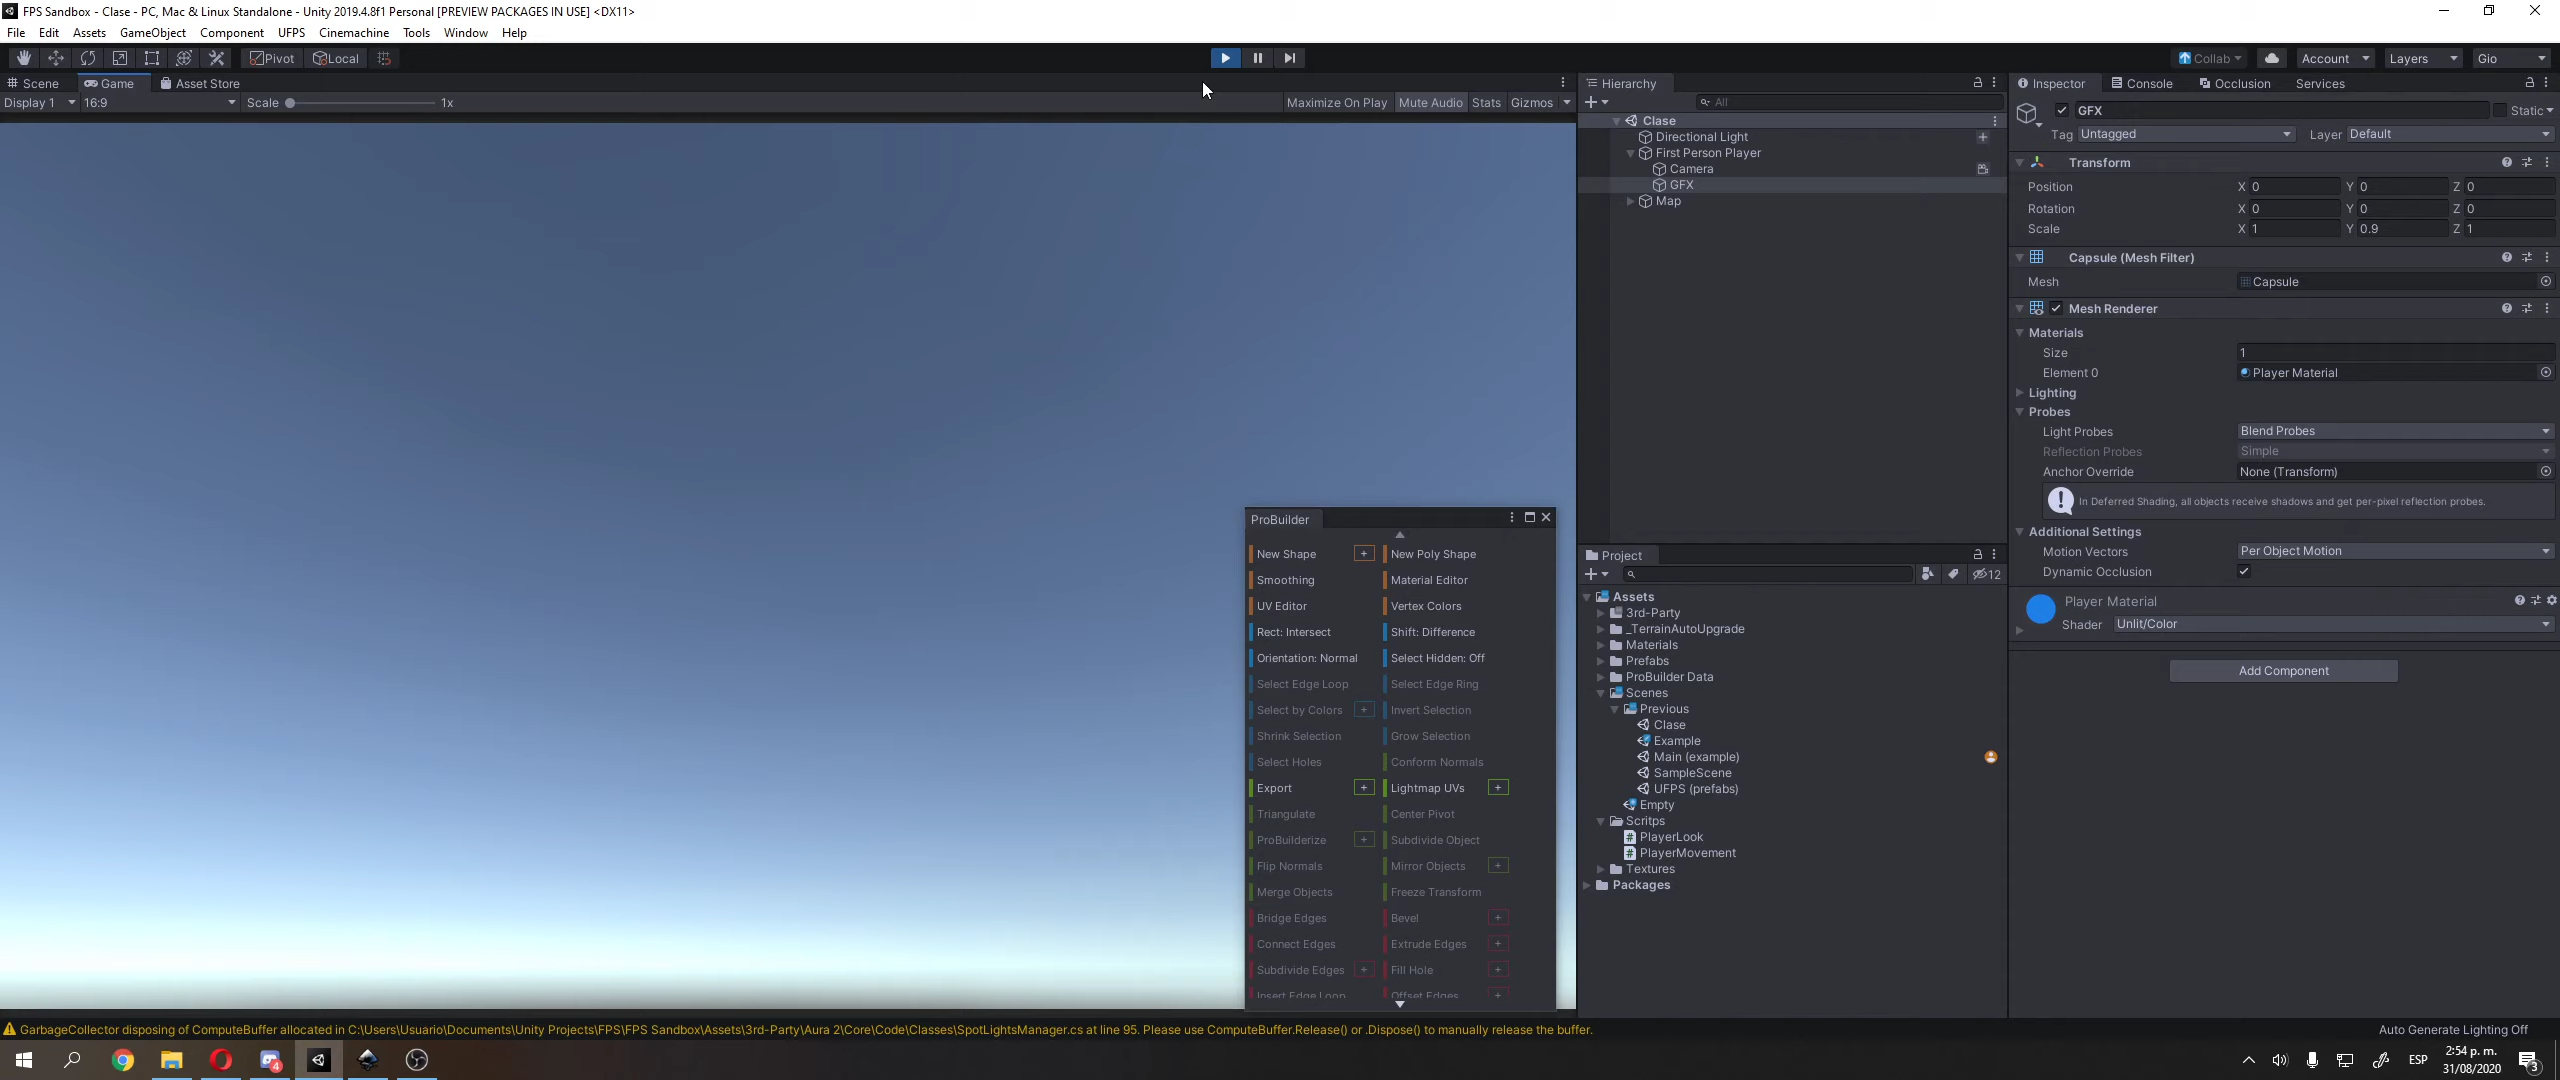 FPS Sandbox - Clase - PC, Mac & Linux Standalone - Unity 2019.4.8f1 Personal [PREVIEW PACKAGES IN USE] <DX11>
File Edit Assets GameObject Component UFPS Cinemachine Tools Window Help
Pivot Local Collab Account Layers Gio
Scene Game Asset Store
Display 1 16:9 Scale 1x Maximize On Play Mute Audio Stats Gizmos
Hierarchy
All
Clase
Directional Light
First Person Player
Camera
GFX
Map
ProBuilder
New Shape + New Poly Shape
Smoothing Material Editor
UV Editor Vertex Colors
Rect: Intersect Shift: Difference
Orientation: Normal Select Hidden: Off
Select Edge Loop Select Edge Ring
Select by Colors + Invert Selection
Shrink Selection Grow Selection
Select Holes Conform Normals
Export + Lightmap UVs +
Triangulate Center Pivot
ProBuilderize + Subdivide Object
Flip Normals Mirror Objects +
Merge Objects Freeze Transform
Bridge Edges Bevel +
Connect Edges Extrude Edges +
Subdivide Edges + Fill Hole +
Insert Edge Loop Offset Edges +
Project
12
Assets
3rd-Party
_TerrainAutoUpgrade
Materials
Prefabs
ProBuilder Data
Scenes
Previous
Clase
Example
Main (example)
SampleScene
UFPS (prefabs)
Empty
Scritps
PlayerLook
PlayerMovement
Textures
Packages
Inspector Console Occlusion Services
GFX Static
Tag Untagged Layer Default
Transform
Position X 0 Y 0 Z 0
Rotation X 0 Y 0 Z 0
Scale X 1 Y 0.9 Z 1
Capsule (Mesh Filter)
Mesh Capsule
Mesh Renderer
Materials
Size 1
Element 0 Player Material
Lighting
Probes
Light Probes Blend Probes
Reflection Probes Simple
Anchor Override None (Transform)
In Deferred Shading, all objects receive shadows and get per-pixel reflection probes.
Additional Settings
Motion Vectors Per Object Motion
Dynamic Occlusion
Player Material
Shader Unlit/Color
Add Component
GarbageCollector disposing of ComputeBuffer allocated in C:\Users\Usuario\Documents\Unity Projects\FPS\FPS Sandbox\Assets\3rd-Party\Aura 2\Core\Code\Classes\SpotLightsManager.cs at line 95. Please use ComputeBuffer.Release() or .Dispose() to manually release the buffer.
Auto Generate Lighting Off
4 ESP 2:54 p. m.
31/08/2020 3